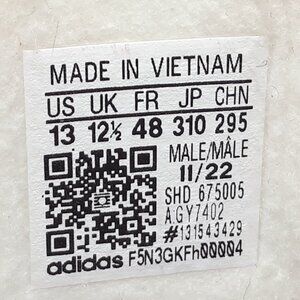 MADE IN VIETNAM
US UK FR JP CHN
13 12½ 48 310 295
MALE/MÂLE
11/22
SHD 675005
A.GY7402
#131543429
adidas F5N3GKFh00004